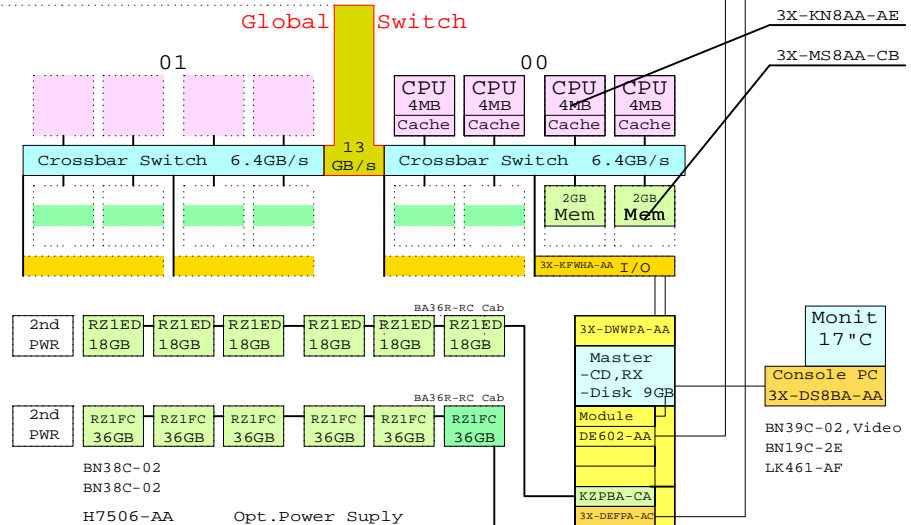 Global Switch
3X-KN8AA-AE
01
00
3X-MS8AA-CB
CPU
4MB
Cache
CPU
4MB
Cache
CPU
4MB
Cache
CPU
4MB
Cache
Crossbar Switch 6.4GB/s
13
GB/s
Crossbar Switch 6.4GB/s
2GB
Mem
2GB
Mem
3X-KFWHA-AA I/O
BA36R-RC Cab
2nd
PWR
RZ1ED
18GB
RZ1ED
18GB
RZ1ED
18GB
RZ1ED
18GB
RZ1ED
18GB
RZ1ED
18GB
3X-DWWPA-AA
Master
-CD,RX
-Disk 9GB
Monit
17"C
Console PC
3X-DS8BA-AA
BA36R-RC Cab
2nd
PWR
RZ1FC
36GB
RZ1FC
36GB
RZ1FC
36GB
RZ1FC
36GB
RZ1FC
36GB
RZ1FC
36GB
Module
DE602-AA
BN39C-02,Video
BN19C-2E
LK461-AF
BN38C-02
BN38C-02
KZPBA-CA
H7506-AA Opt.Power Suply
3X-DEFPA-AC